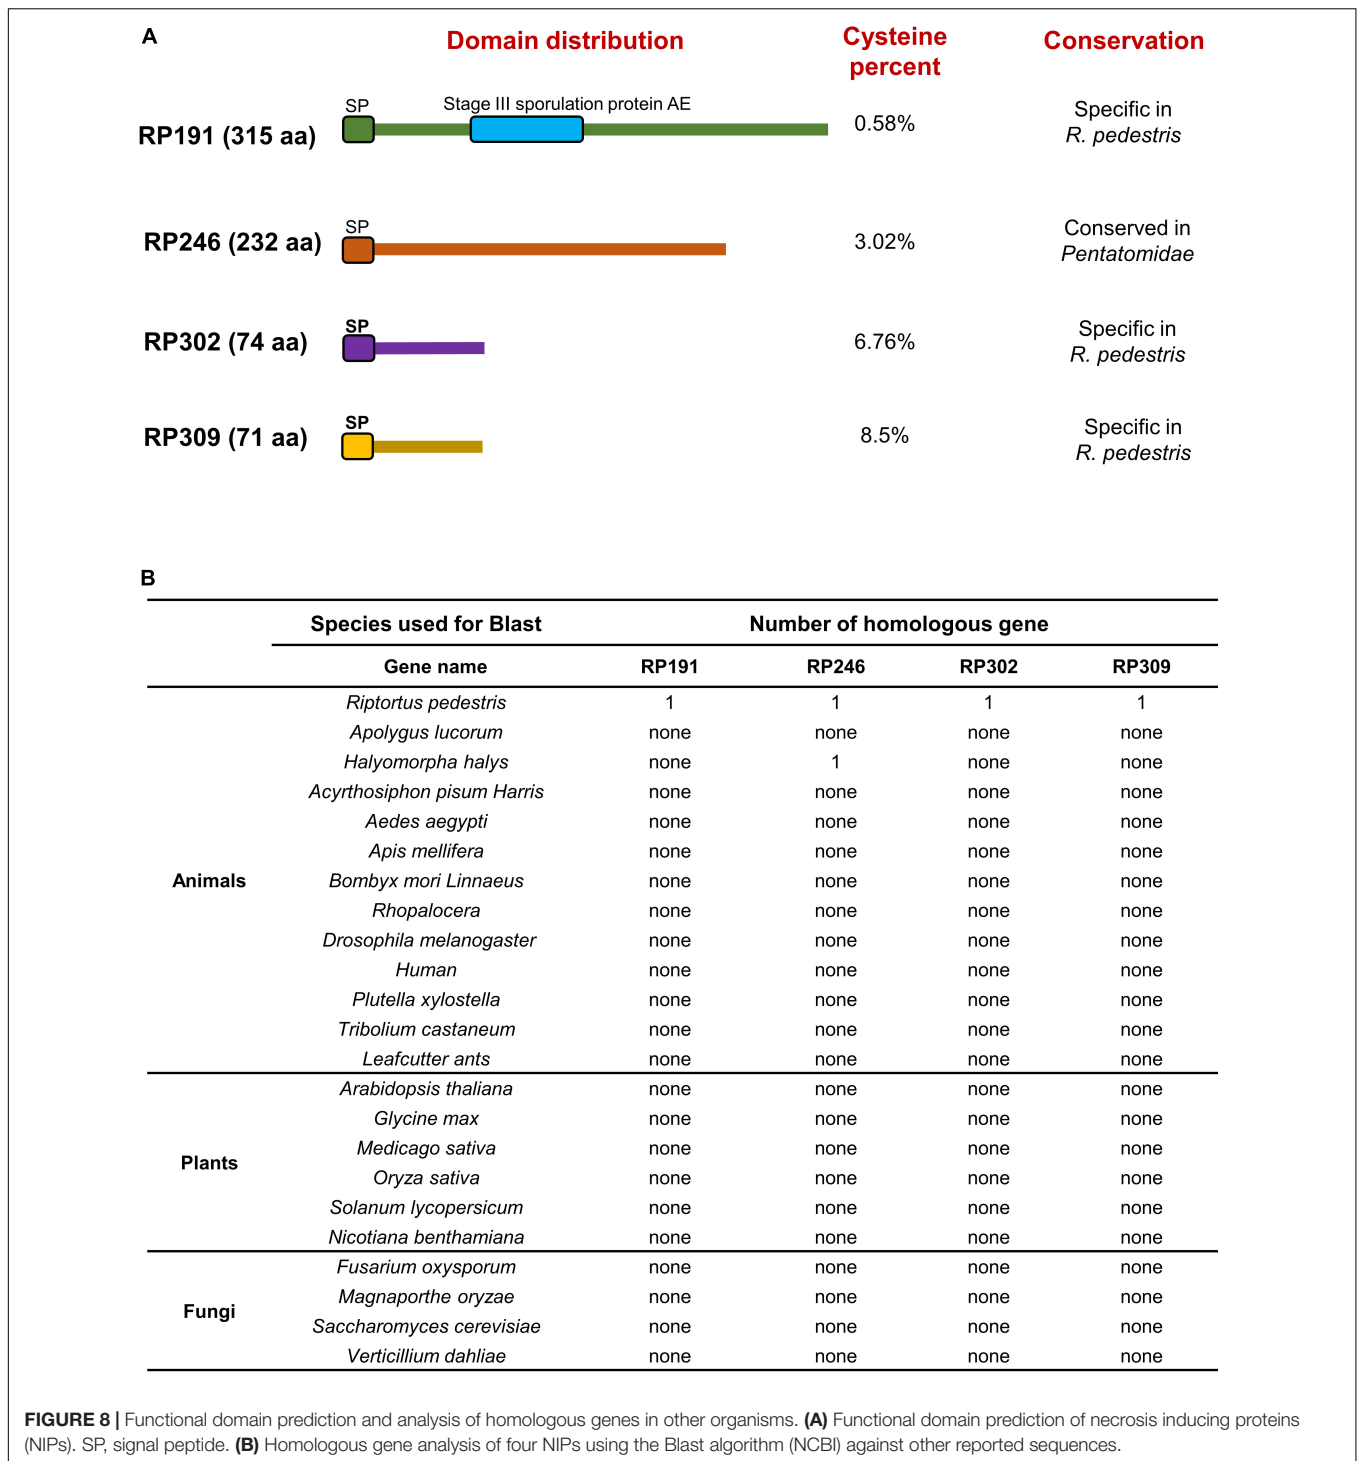 A
Domain distribution
Cysteine
percent
Conservation
SP
Stage III sporulation protein AE
RP191 (315 aa)
0.58%
Specific in
R. pedestris
SP
RP246 (232 aa)
3.02%
Conserved in
Pentatomidae
SP
RP302 (74 aa)
6.76%
Specific in
R. pedestris
SP
RP309 (71 aa)
8.5%
Specific in
R. pedestris
B
Species used for Blast Number of homologous gene
Gene name RP191 RP246 RP302 RP309
Riptortus pedestris 1 1 1 1
Apolygus lucorum none none none none
Halyomorpha halys none 1 none none
Acyrthosiphon pisum Harris none none none none
Aedes aegypti none none none none
Apis mellifera none none none none
Animals Bombyx mori Linnaeus none none none none
Rhopalocera none none none none
Drosophila melanogaster none none none none
Human none none none none
Plutella xylostella none none none none
Tribolium castaneum none none none none
Leafcutter ants none none none none
Arabidopsis thaliana none none none none
Glycine max none none none none
Medicago sativa none none none none
Plants
Oryza sativa none none none none
Solanum lycopersicum none none none none
Nicotiana benthamiana none none none none
Fusarium oxysporum none none none none
Magnaporthe oryzae none none none none
Fungi
Saccharomyces cerevisiae none none none none
Verticillium dahliae none none none none
FIGURE 8 | Functional domain prediction and analysis of homologous genes in other organisms. (A) Functional domain prediction of necrosis inducing proteins
(NIPs). SP, signal peptide. (B) Homologous gene analysis of four NIPs using the Blast algorithm (NCBI) against other reported sequences.